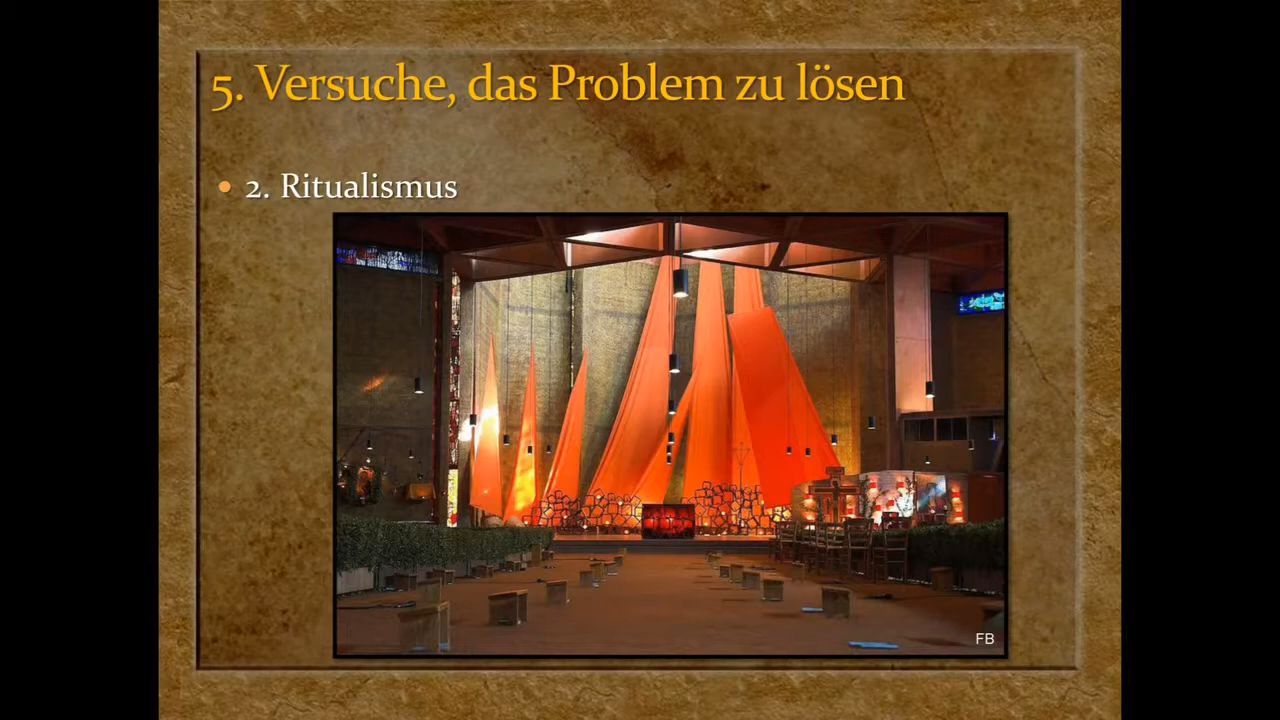 5. Versuche, das Problem zu lösen
2. Ritualismus
FB